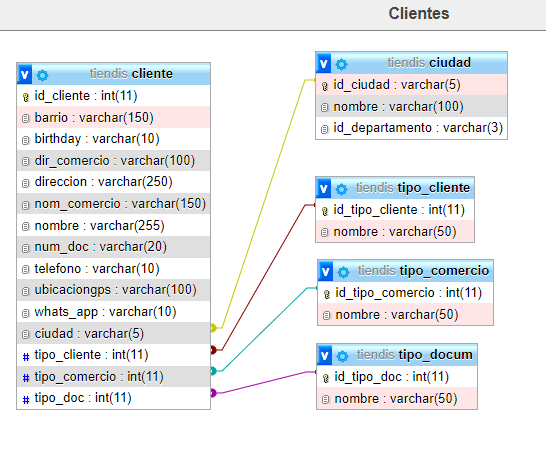 Clientes
v tiendis cliente
id_cliente : int(11)
barrio : varchar(150)
birthday : varchar(10)
dir_comercio : varchar(100)
direccion : varchar(250)
nom_comercio : varchar(150)
nombre : varchar(255)
num_doc : varchar(20)
telefono : varchar(10)
ubicaciongps : varchar(100)
whats_app : varchar(10)
ciudad : varchar(5)
# tipo_cliente : int(11)
# tipo_comercio : int(11)
# tipo_doc : int(11)
v tiendis ciudad
id_ciudad : varchar(5)
nombre : varchar(100)
id_departamento : varchar(3)
v tiendis tipo_cliente
id_tipo_cliente : int(11)
nombre : varchar(50)
v tiendis tipo_comercio
id_tipo_comercio : int(11)
nombre : varchar(50)
v tiendis tipo_docum
id_tipo_doc : int(11)
nombre : varchar(50)